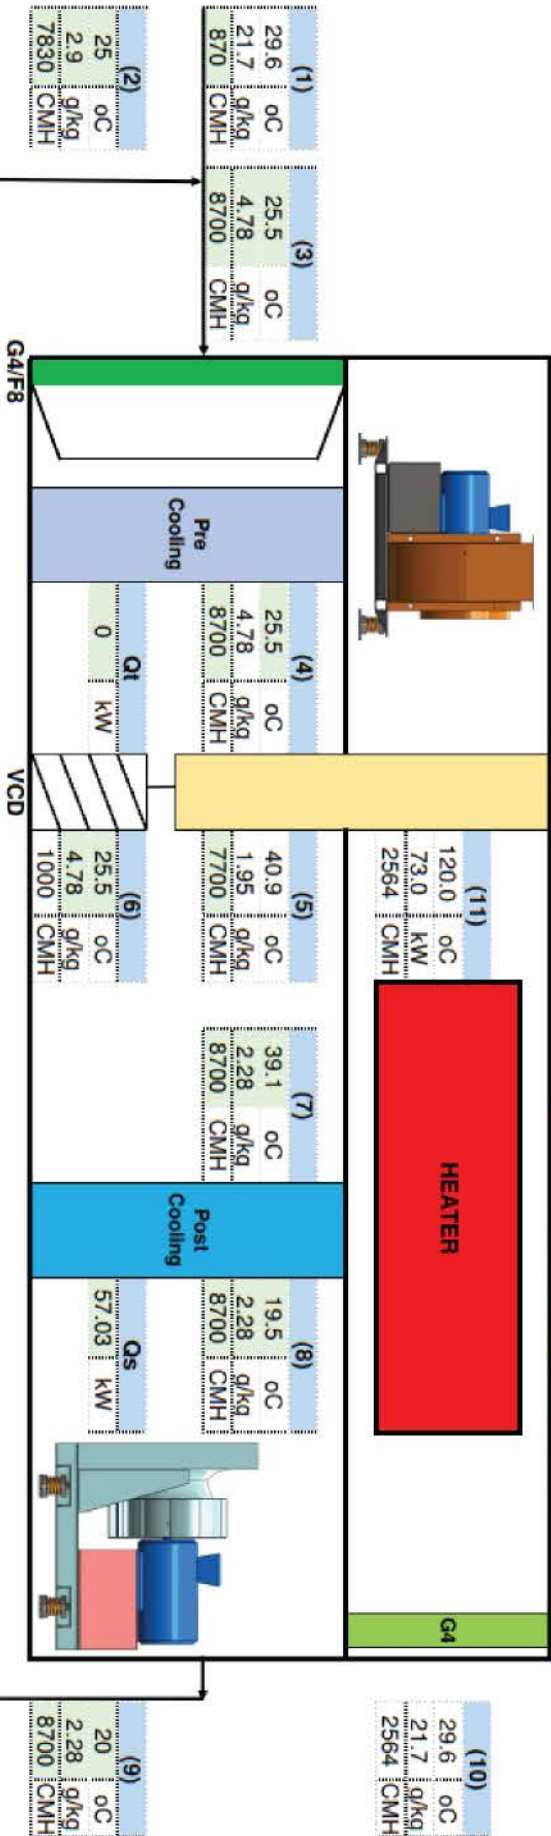 (1)
29.6 oC
21.7 g/kg
870 CMH
(2)
25 oC
2.9 g/kg
7830 CMH
(3)
25.5 oC
4.78 g/kg
8700 CMH
G4/F8
Pre
Cooling
(4)
25.5 oC
4.78 g/kg
8700 CMH
Qt
0 kW
VCD
(11)
120.0 oC
73.0 kW
2564 CMH
(5)
40.9 oC
1.95 g/kg
7700 CMH
(6)
25.5 oC
4.78 g/kg
1000 CMH
HEATER
(7)
39.1 oC
2.28 g/kg
8700 CMH
Post
Cooling
(8)
19.5 oC
2.28 g/kg
8700 CMH
Qs
57.03 kW
G4
(10)
29.6 oC
21.7 g/kg
2564 CMH
(9)
20 oC
2.28 g/kg
8700 CMH